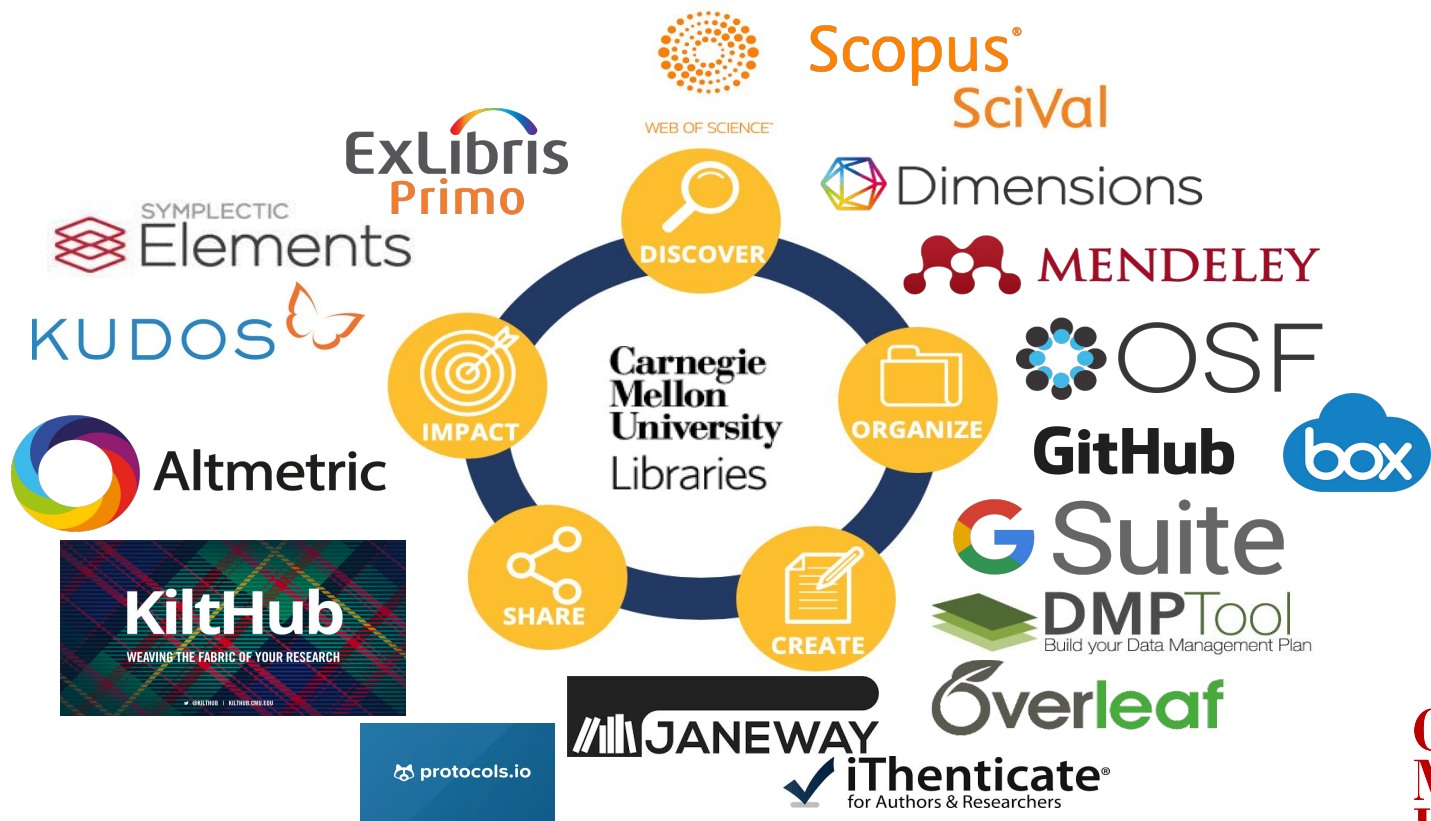 WEB OF SCIENCE™
Scopus®
SciVal
ExLibris
Primo
Dimensions
SYMPLECTIC
Elements
DISCOVER
MENDELEY
KUDOS
OSF
IMPACT
Carnegie
Mellon
University
Libraries
ORGANIZE
GitHub
box
Altmetric
G Suite
SHARE
CREATE
DMPTool
Build your Data Management Plan
KiltHub
WEAVING THE FABRIC OF YOUR RESEARCH
@KILTHUB | KILTHUB.CMU.EDU
Overleaf
JANEWAY
protocols.io
iThenticate®
for Authors & Researchers